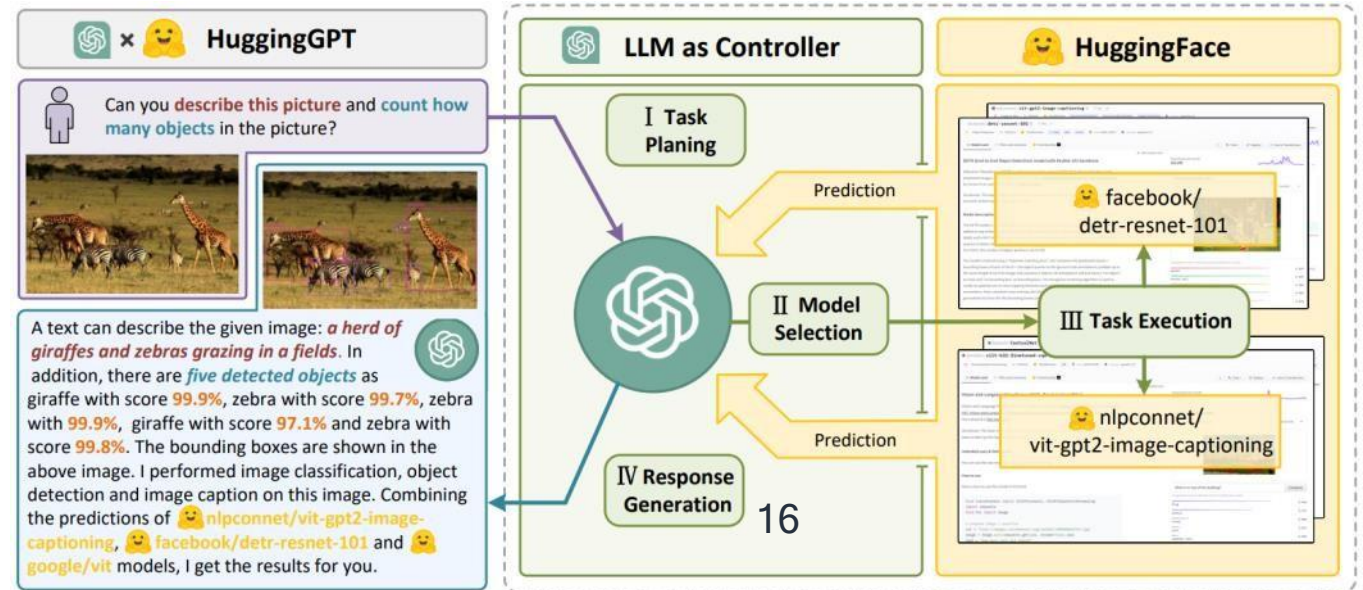 × HuggingGPT
LLM as Controller
HuggingFace
Can you describe this picture and count how
many objects in the picture?
A text can describe the given image: a herd of
giraffes and zebras grazing in a fields. In
addition, there are five detected objects as
giraffe with score 99.9%, zebra with score 99.7%, zebra
with 99.9%, giraffe with score 97.1% and zebra with
score 99.8%. The bounding boxes are shown in the
above image. I performed image classification, object
detection and image caption on this image. Combining
the predictions of nlpconnet/vit-gpt2-image-
captioning, facebook/detr-resnet-101 and
google/vit models, I get the results for you.
I Task
Planing
Prediction
II Model
Selection
III Task Execution
Prediction
IV Response
Generation
16
facebook/
detr-resnet-101
nlpconnet/
vit-gpt2-image-captioning